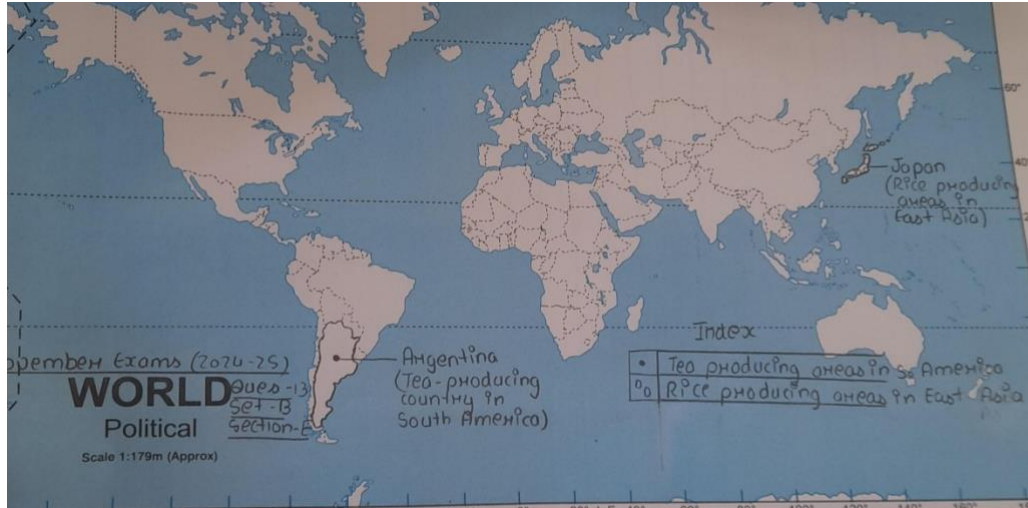 60°
40
Japan
(Rice producing
areas in
East Asia)
Index
• Tea producing areas in S. America
Rice producing areas in East Asia
Argentina
(Tea-producing
country in
South America)
Exams (2024-25)
WORLD
Political
Scale 1:179m (Approx)
Ques-13
Set-B
Section-E